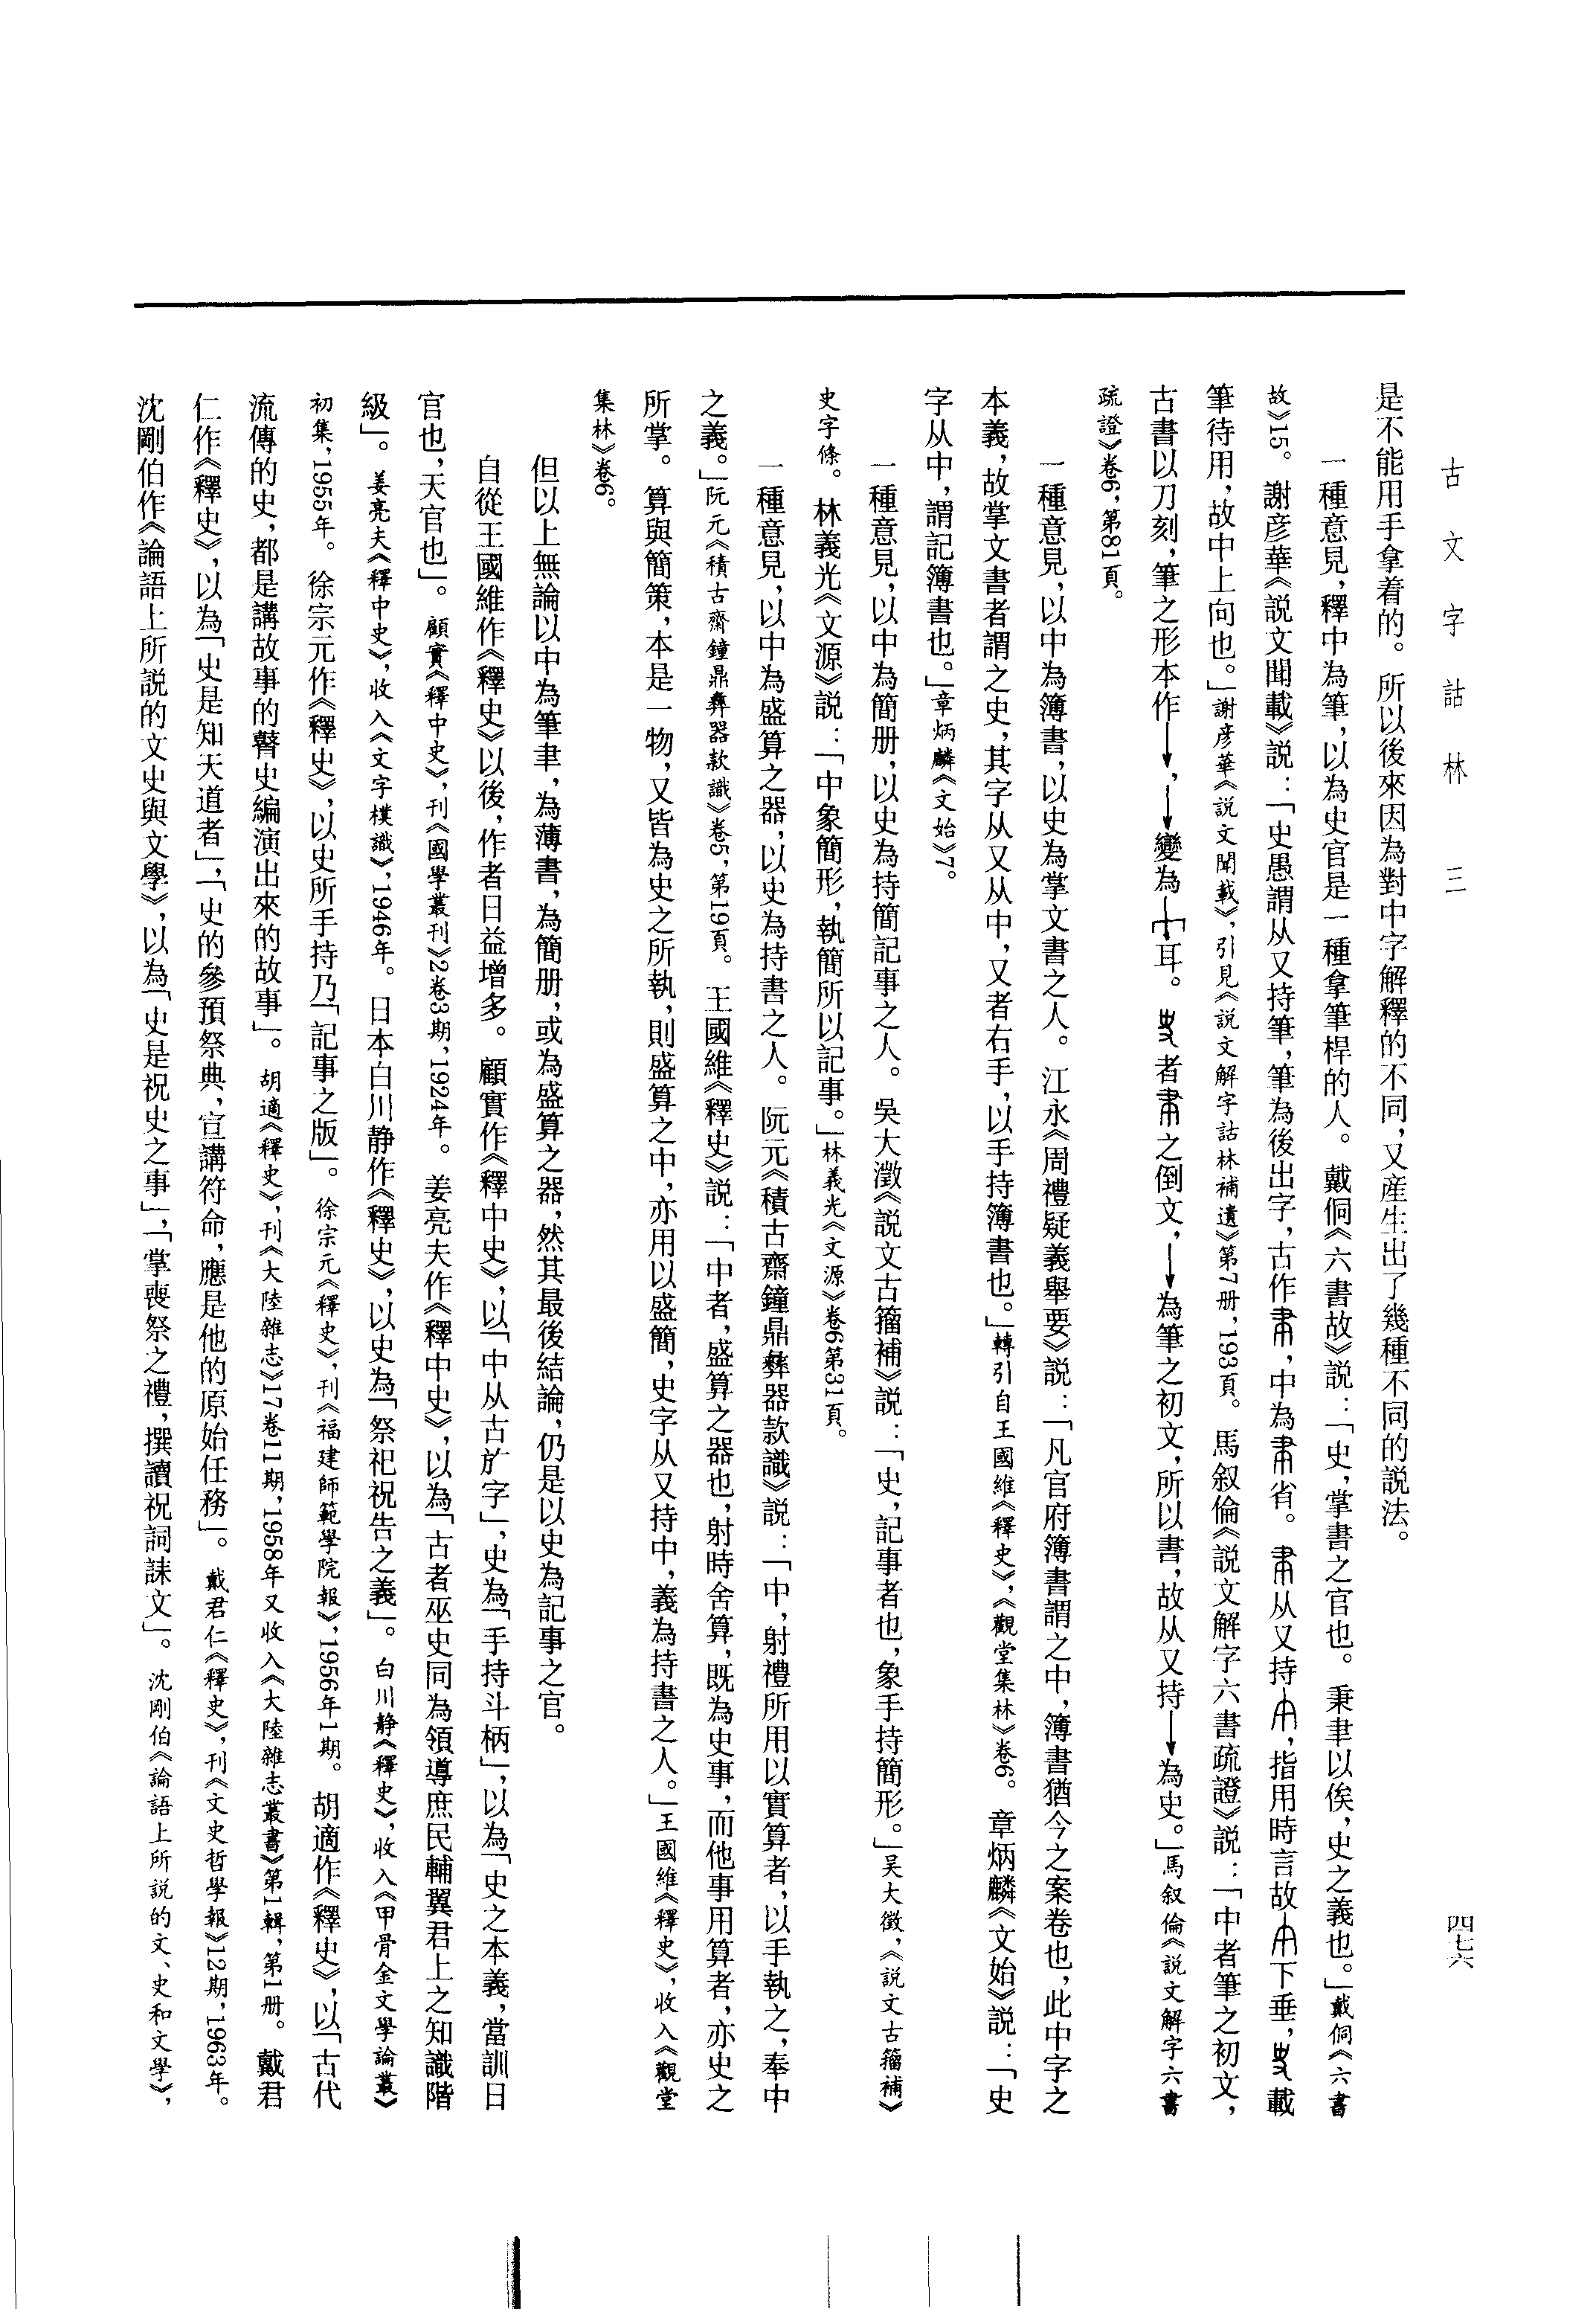 古文字詁林　三
四七六
是不能用手拿着的。所以後來因為對中字解釋的不同，又産生出了幾種不同的説法。
一種意見，釋中為筆，以為史官是一種拿筆桿的人。戴侗《六書故》説：「史，掌書之官也。秉聿以俟，史之義也。」戴侗《六書
故》15。謝彦華《説文聞載》説：「史愚謂从又持筆，筆為後出字，古作，中為省。从又持，指用時言故下垂，載
筆待用，故中上向也。」謝彦華《説文聞載》，引見《説文解字詁林補遺》第7册，193頁。馬叙倫《説文解字六書疏證》説：「中者筆之初文，
古書以刀刻，筆之形本作，變為耳。者之倒文，為筆之初文，所以書，故从又持為史。」馬叙倫《説文解字六書
疏證》卷6，第81頁。
一種意見，以中為簿書，以史為掌文書之人。江永《周禮疑義舉要》説：「凡官府簿書謂之中，簿書猶今之案卷也，此中字之
本義，故掌文書者謂之史，其字从又从中，又者右手，以手持簿書也。」轉引自王國維《釋史》，《觀堂集林》卷6。章炳麟《文始》説：「史
字从中，謂記簿書也。」章炳麟《文始》7。
一種意見，以中為簡册，以史為持簡記事之人。吳大澂《説文古籀補》説：「史，記事者也，象手持簡形。」吴大徵，《説文古籀補》
史字條。林義光《文源》説：「中象簡形，執簡所以記事。」林義光《文源》卷6第31頁。
一種意見，以中為盛算之器，以史為持書之人。阮元《積古齋鐘鼎彝器款識》説：「中，射禮所用以實算者，以手執之，奉中
之義。」阮元《積古齋鐘鼎彝器款識》卷5，第19頁。王國維《釋史》説：「中者，盛算之器也，射時舍算，既為史事，而他事用算者，亦史之
所掌。算與簡策，本是一物，又皆為史之所執，則盛算之中，亦用以盛簡，史字从又持中，義為持書之人。」王國維《釋史》，收入《觀堂
集林》卷6。
但以上無論以中為筆聿，為薄書，為簡册，或為盛算之器，然其最後結論，仍是以史為記事之官。
自從王國維作《釋史》以後，作者日益增多。顧實作《釋中史》，以「中从古㫃字」，史為「手持斗柄」，以為「史之本義，當訓日
官也，天官也」。顧實《釋中史》，刊《國學叢刊》2卷3期，1924年。姜亮夫作《釋中史》，以為「古者巫史同為領導庶民輔翼君上之知識階
級」。姜亮夫《釋中史》，收入《文字樸識》，1946年。日本白川静作《釋史》，以史為「祭祀祝告之義」。白川静《釋史》，收入《甲骨金文學論叢》
初集，1955年。徐宗元作《釋史》，以史所手持乃「記事之版」。徐宗元《釋史》，刊《福建師範學院報》，1956年1期。胡適作《釋史》，以「古代
流傳的史，都是講故事的瞽史編演出來的故事」。胡適《釋史》，刊《大陸雜志》17卷11期，1958年又收入《大陸雜志叢書》第1輯，第1册。戴君
仁作《釋史》，以為「史是知天道者」，「史的參預祭典，宣講符命，應是他的原始任務」。戴君仁《釋史》，刊《文史哲學報》12期，1963年。
沈剛伯作《論語上所説的文史與文學》，以為「史是祝史之事」，「掌喪祭之禮，撰讀祝詞誄文」。沈剛伯《論語上所説的文、史和文學》，